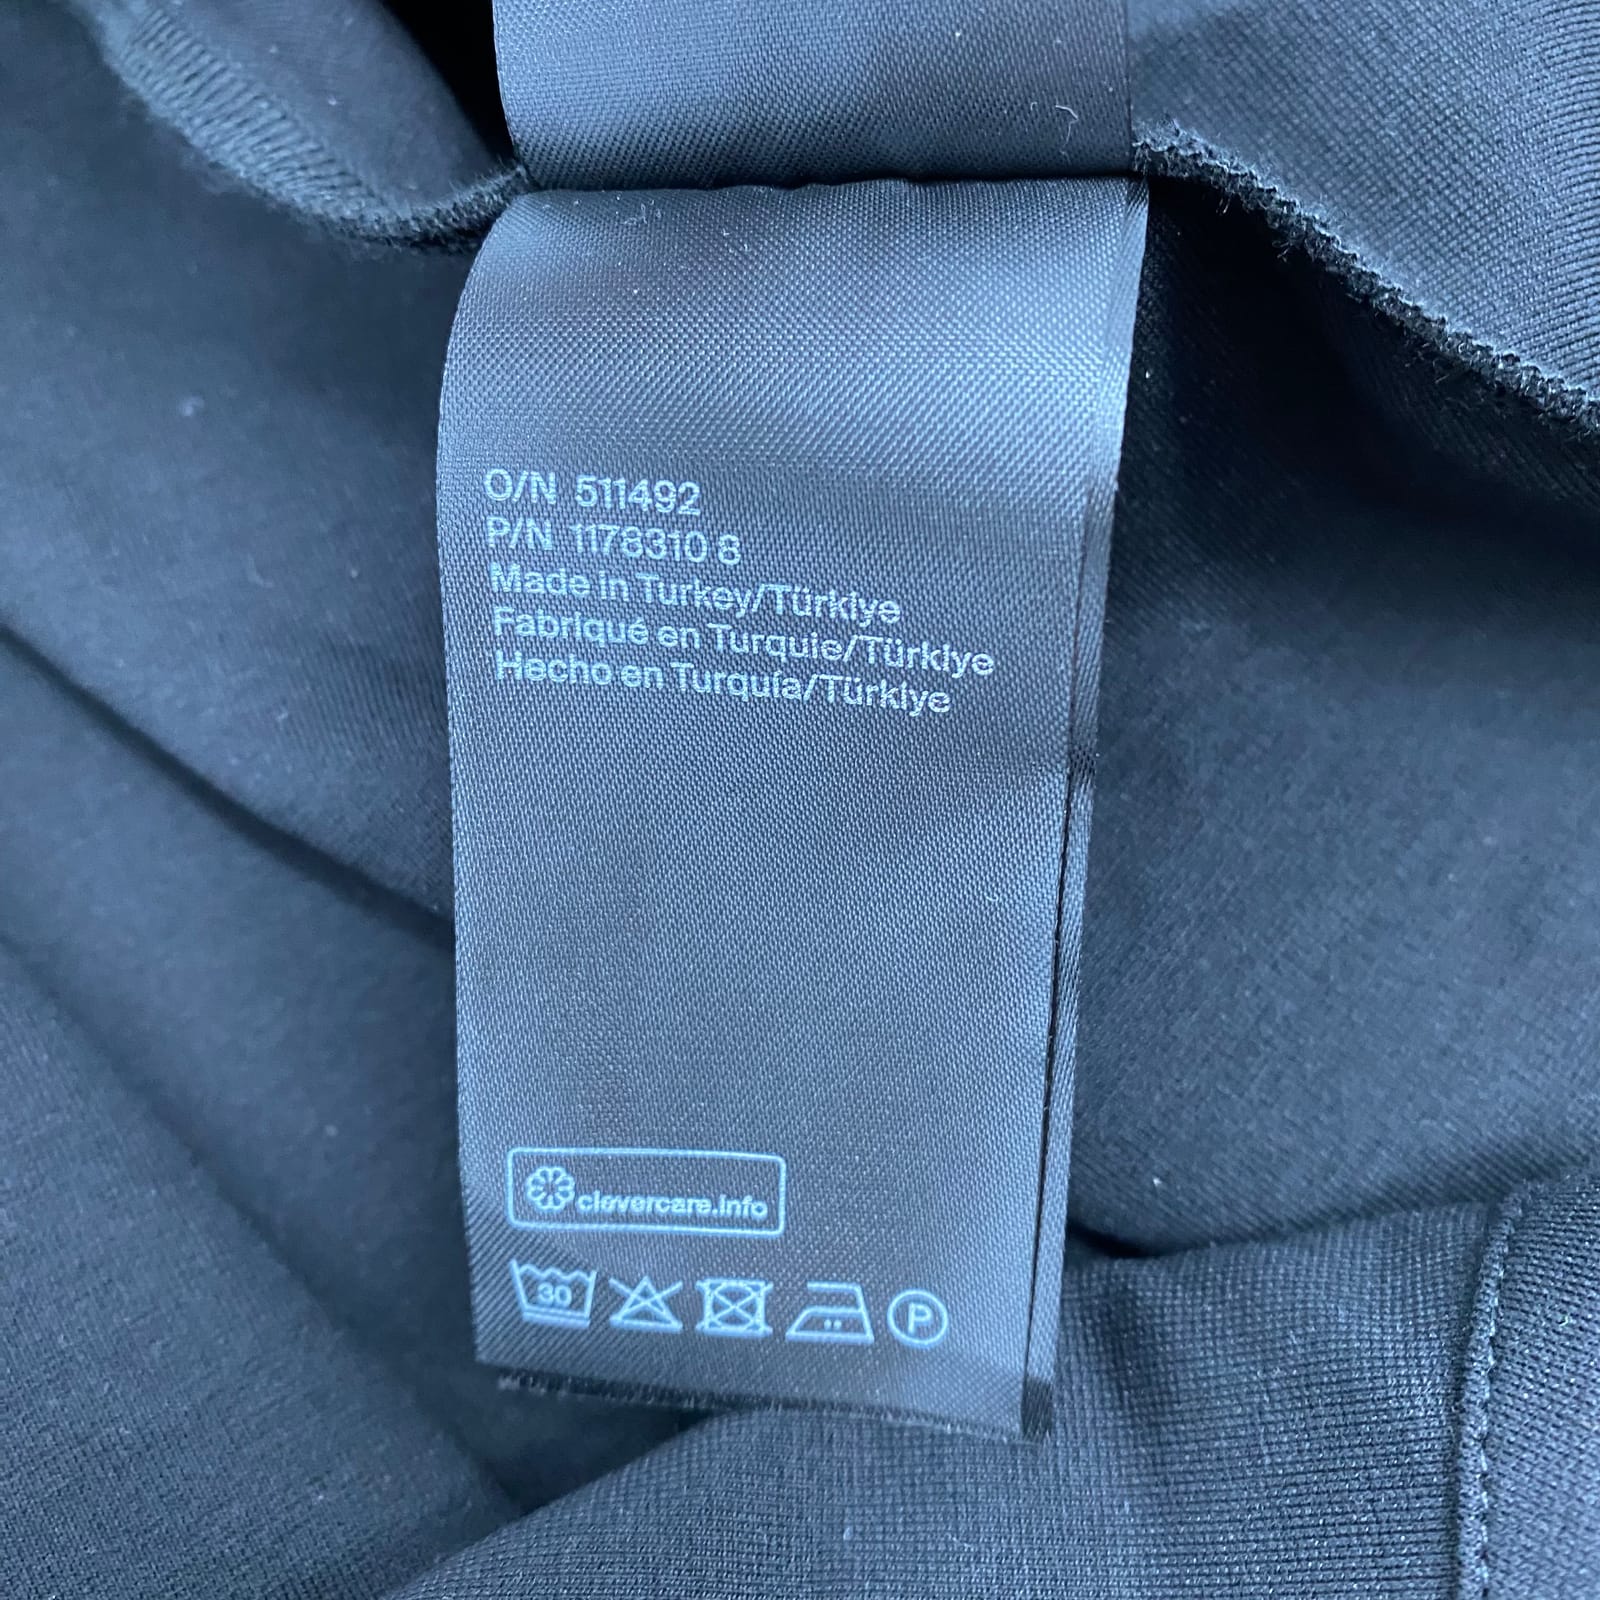 O/N 511492
P/N 1178310 8
Made in Turkey/Türkiye
Fabriqué en Turquie/Türkiye
Hecho en Turquía/Türkiye
clevercare.info
30
P